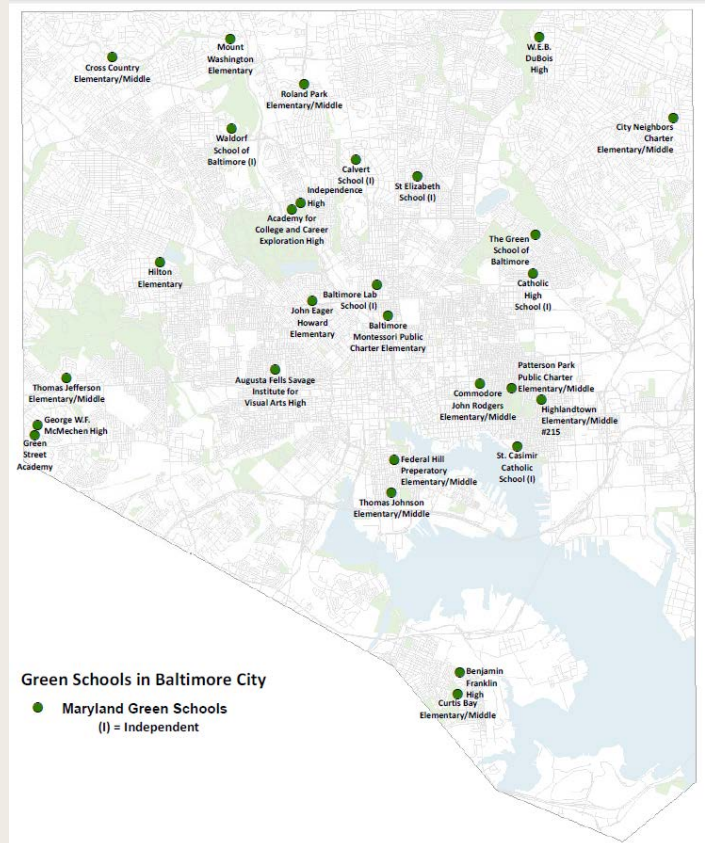 Mount
Washington
Elementary
W.E.B.
DuBois
High
Cross Country
Elementary/Middle
Roland Park
Elementary/Middle
City Neighbors
Charter
Elementary/Middle
Waldorf
School of
Baltimore (I)
Calvert
School (I)
St Elizabeth
School (I)
Independence
High
Academy for
College and Career
Exploration High
The Green
School of
Baltimore
Hilton
Elementary
Catholic
High
School (I)
Baltimore Lab
School (I)
John Eager
Howard
Elementary
Baltimore
Montessori Public
Charter Elementary
Augusta Fells Savage
Institute for
Visual Arts High
Patterson Park
Public Charter
Elementary/Middle
Thomas Jefferson
Elementary/Middle
Commodore
John Rodgers
Elementary/Middle
Highlandtown
Elementary/Middle
#215
George W.F.
McMechen High
Green
Street
Academy
St. Casimir
Catholic
School (I)
Federal Hill
Preperatory
Elementary/Middle
Thomas Johnson
Elementary/Middle
Benjamin
Franklin
High
Curtis Bay
Elementary/Middle
Green Schools in Baltimore City
Maryland Green Schools
(I) = Independent